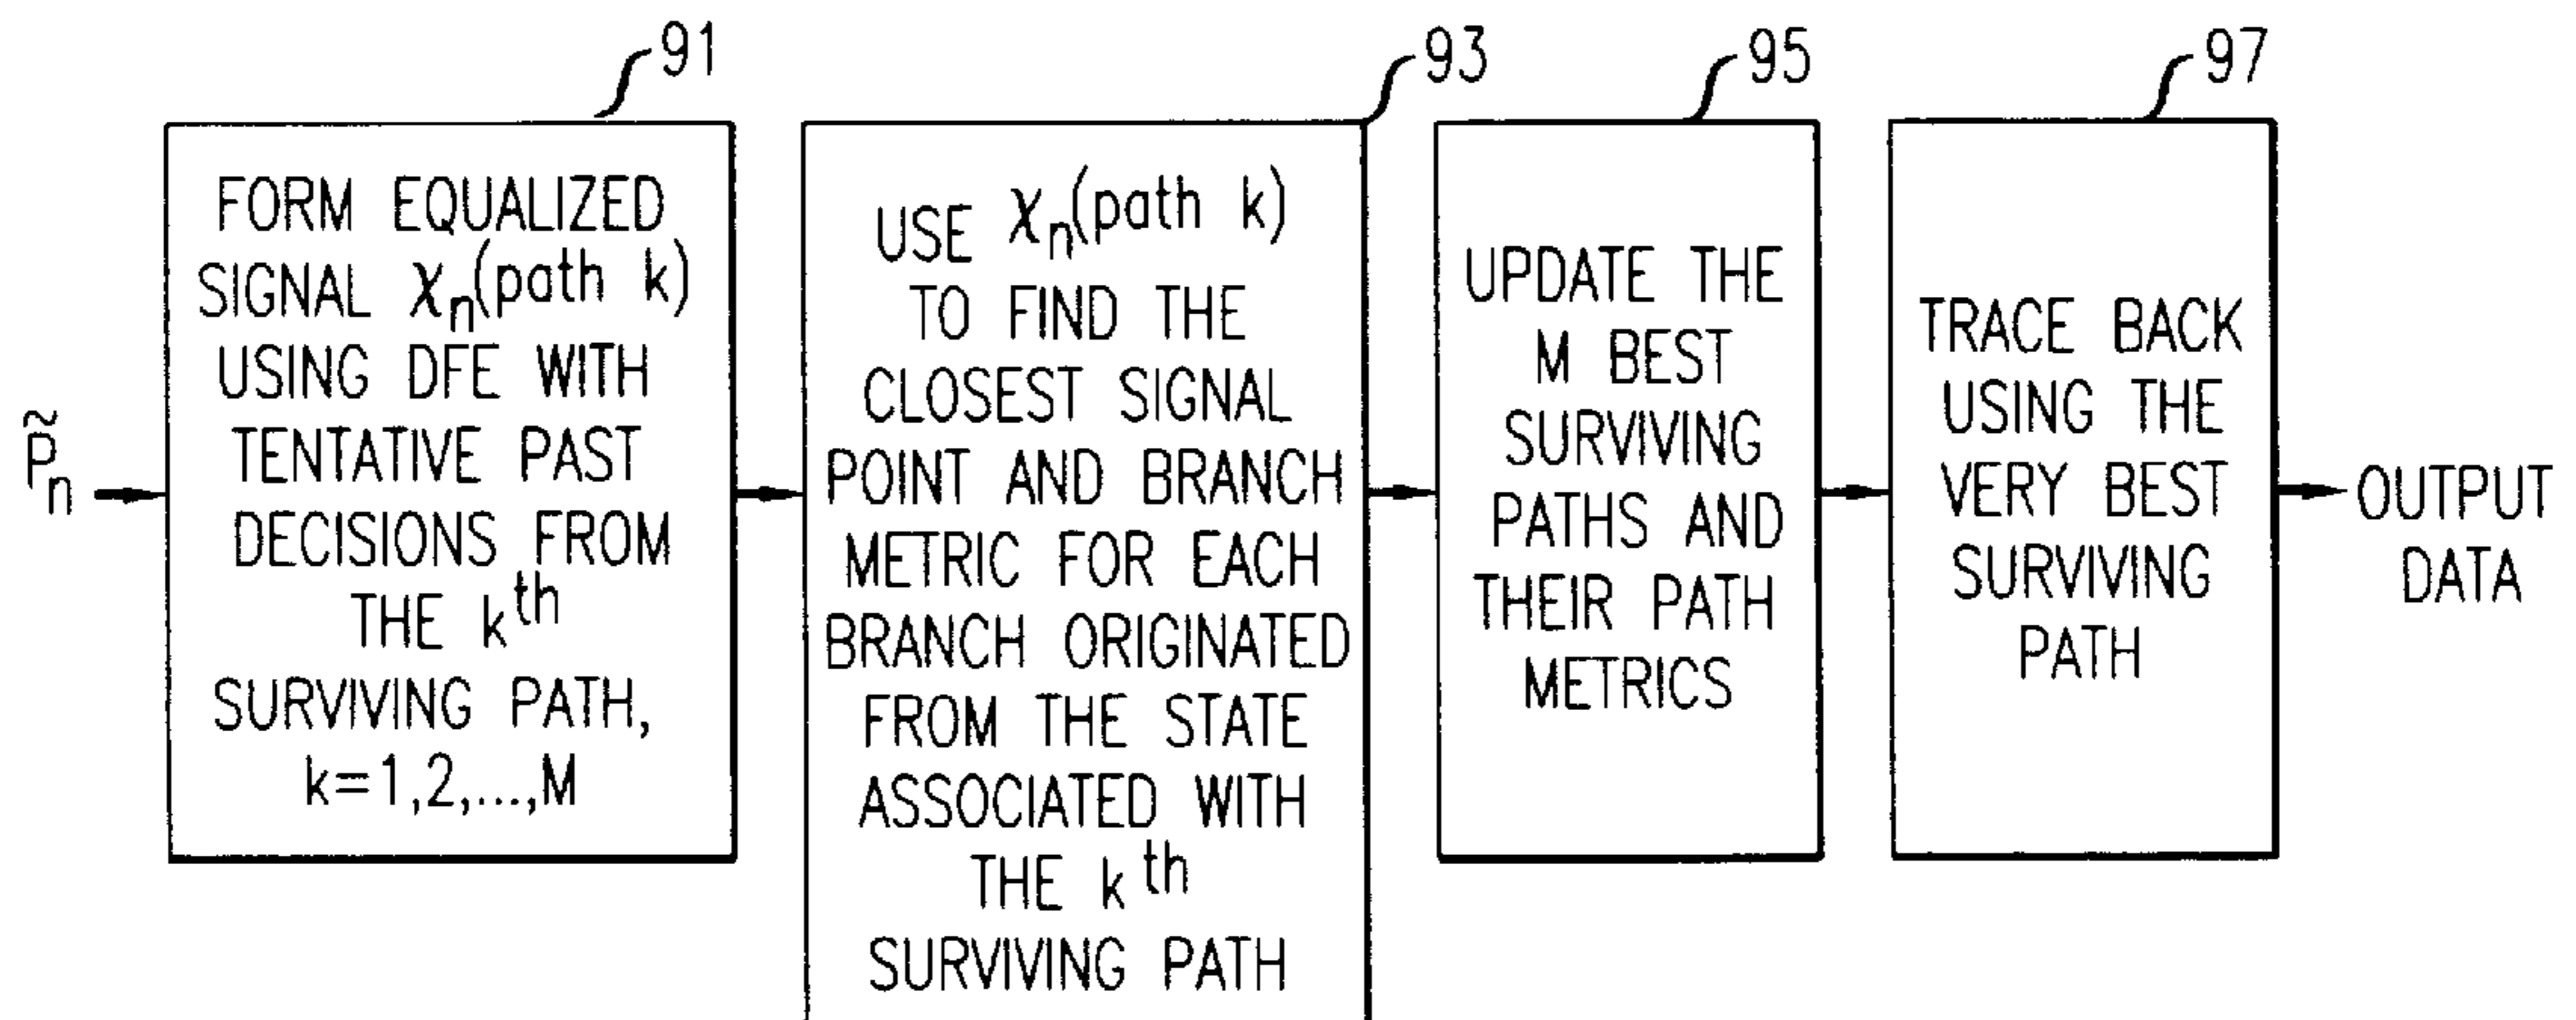 91
93
95
97
P̃n
FORM EQUALIZED
SIGNAL χn(path k)
USING DFE WITH
TENTATIVE PAST
DECISIONS FROM
THE kth
SURVIVING PATH,
k=1,2,...,M
USE χn(path k)
TO FIND THE
CLOSEST SIGNAL
POINT AND BRANCH
METRIC FOR EACH
BRANCH ORIGINATED
FROM THE STATE
ASSOCIATED WITH
THE kth
SURVIVING PATH
UPDATE THE
M BEST
SURVIVING
PATHS AND
THEIR PATH
METRICS
TRACE BACK
USING THE
VERY BEST
SURVIVING
PATH
OUTPUT
DATA